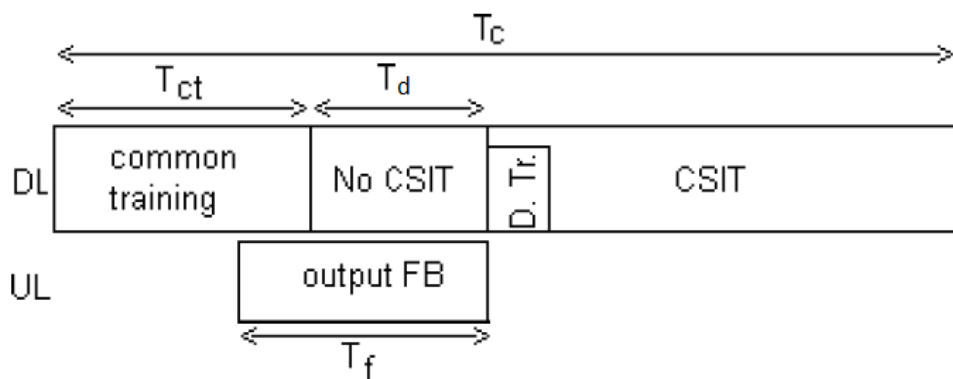 Tc
Tct
Td
DL
common
training
No CSIT
D. Tr.
CSIT
UL
output FB
Tf